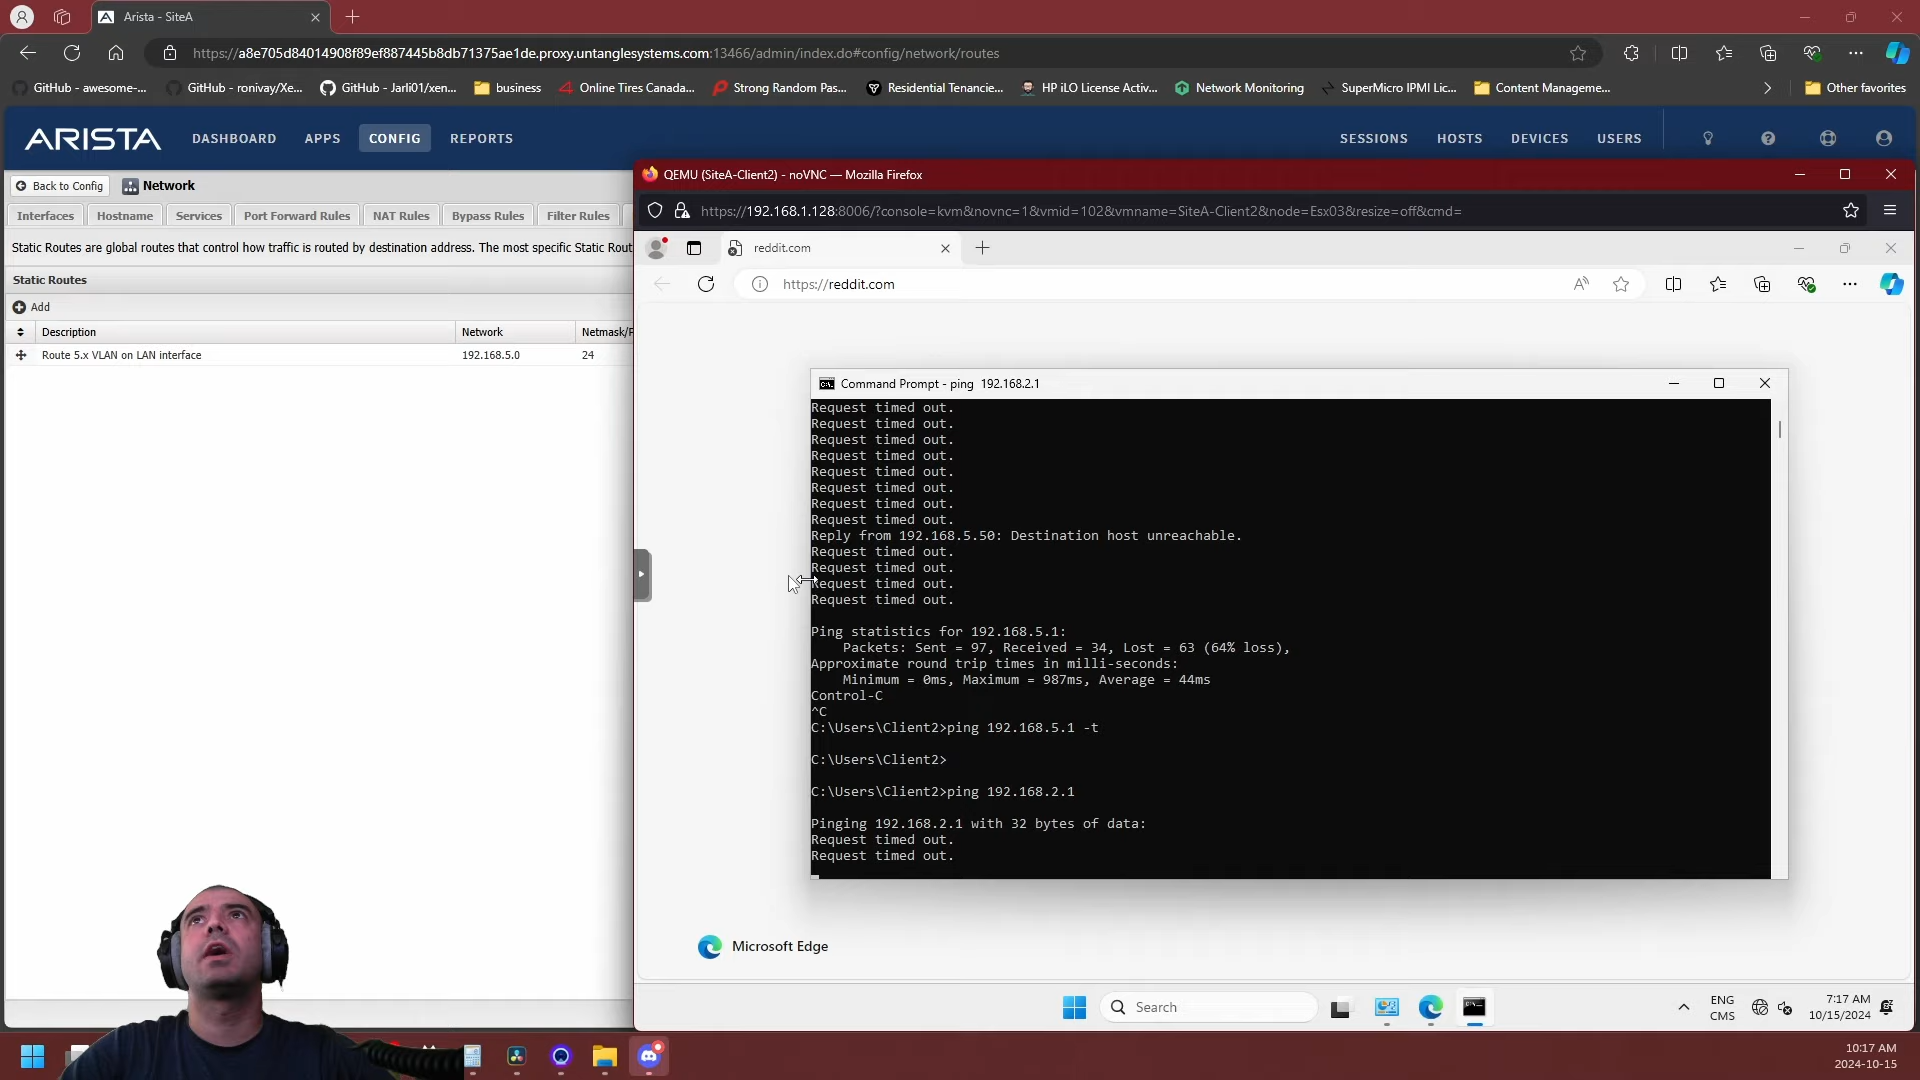 Arista - SiteA
https://a8e705d84014908f89ef887445b8db71375ae1de.proxy.untanglesystems.com:13466/admin/index.do#config/network/routes
GitHub - awesome-...
GitHub - ronivay/Xe...
GitHub - Jarli01/xen...
business
Online Tires Canada...
Strong Random Pas...
Residential Tenancie...
HP iLO License Activ...
Network Monitoring
SuperMicro IPMI Lic...
Content Manageme...
Other favorites
ARISTA
DASHBOARD
APPS
CONFIG
REPORTS
SESSIONS
HOSTS
DEVICES
USERS
Back to Config
Network
Interfaces
Hostname
Services
Port Forward Rules
NAT Rules
Bypass Rules
Filter Rules
Static Routes are global routes that control how traffic is routed by destination address. The most specific Static Rout
Static Routes
Add
Description
Network
Netmask/P
Route 5.x VLAN on LAN interface
192.168.5.0
24
QEMU (SiteA-Client2) - noVNC — Mozilla Firefox
https://192.168.1.128:8006/?console=kvm&novnc=1&vmid=102&vmname=SiteA-Client2&node=Esx03&resize=off&cmd=
reddit.com
https://reddit.com
Command Prompt - ping 192.168.2.1
Request timed out.
Request timed out.
Request timed out.
Request timed out.
Request timed out.
Request timed out.
Request timed out.
Request timed out.
Reply from 192.168.5.50: Destination host unreachable.
Request timed out.
Request timed out.
Request timed out.
Request timed out.
Ping statistics for 192.168.5.1:
Packets: Sent = 97, Received = 34, Lost = 63 (64% loss),
Approximate round trip times in milli-seconds:
Minimum = 0ms, Maximum = 987ms, Average = 44ms
Control-C
^C
C:\Users\Client2>ping 192.168.5.1 -t
C:\Users\Client2>
C:\Users\Client2>ping 192.168.2.1
Pinging 192.168.2.1 with 32 bytes of data:
Request timed out.
Request timed out.
Microsoft Edge
Search
ENG
CMS
7:17 AM
10/15/2024
10:17 AM
2024-10-15